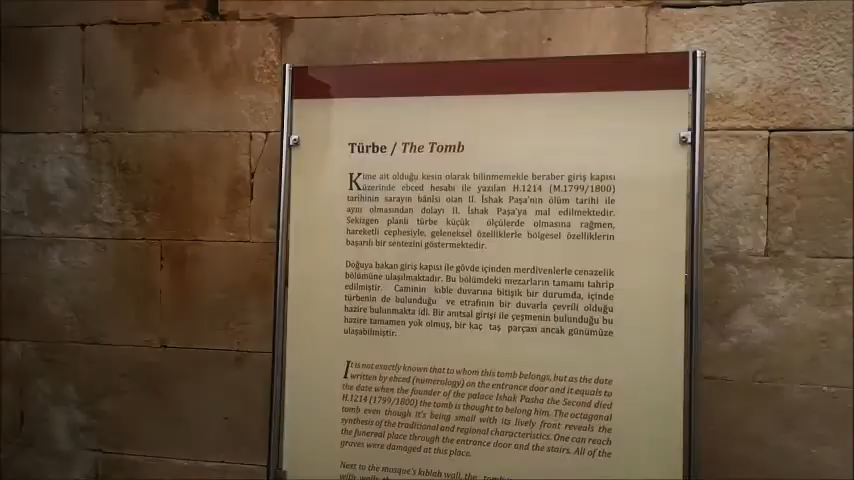 Türbe / The Tomb
Kime ait olduğu kesin olarak bilinmemekle beraber giriş kapısı
üzerinde ebced hesabı ile yazılan H.1214 (M.1799/1800)
tarihinin sarayın bânîsi olan II. İshak Paşa'nın ölüm tarihi ile
aynı olmasından dolayı II. İshak Paşa'ya mal edilmektedir.
Sekizgen planlı türbe küçük ölçülerde olmasına rağmen,
hareketli cephesiyle, geleneksel özelliklerle bölgesel özelliklerin
başarılı bir sentezini göstermektedir.
Doğuya bakan giriş kapısı ile gövde içinden merdivenlerle cenazelik
bölümüne ulaşılmaktadır. Bu bölümdeki mezarların tamamı tahrip
edilmiştir. Caminin kıble duvarına bitişik bir durumda, içinde
türbenin de bulunduğu ve etrafının bir duvarla çevrili olduğu
hazire bulunmakta idi. Bir anıtsal girişi ile çeşmenin bulunduğu bu
hazire tamamen yok olmuş, bir kaç taş parçası ancak günümüze
ulaşabilmiştir.
It is not exactly known that to whom this tomb belongs, but as the date
written by ebced (numerology) on the entrance door and it equals to
the date when the founder of the palace Ishak Pasha the Second died
H.1214 (1799/1800) the tomb is thought to belong him. The octagonal
tomb even though it's being small with its lively front reveals the
synthesis of the traditional and regional characteristics. One can reach
the funereal place through the entrance door and the stairs. All of the
graves were damaged at this place.
Next to the mosque's kıblah wall, the tomb